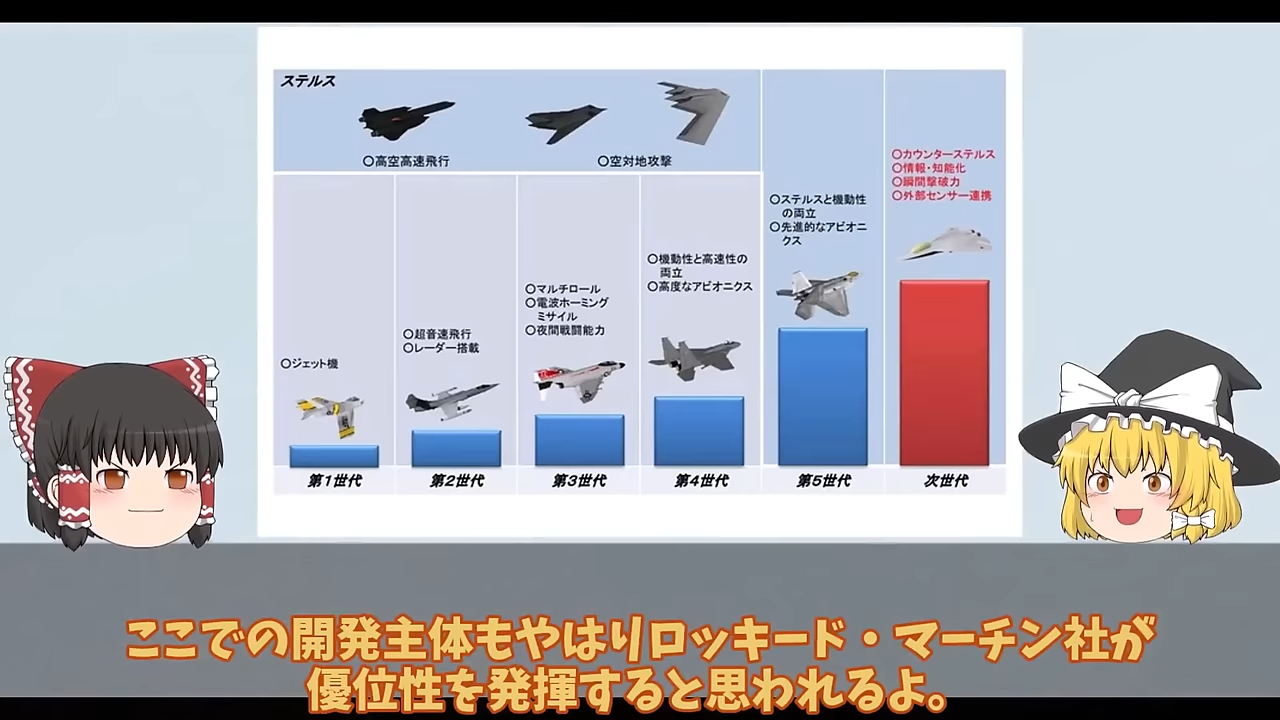 ステルス
○高空高速飛行
○空対地攻撃
○ジェット機
○超音速飛行
○レーダー搭載
○マルチロール
○電波ホーミング
ミサイル
○夜間戦闘能力
○機動性と高速性の
両立
○高度なアビオニクス
○ステルスと機動性
の両立
○先進的なアビオニ
クス
○カウンターステルス
○情報・知能化
○瞬間撃破力
○外部センサー連携
第1世代
第2世代
第3世代
第4世代
第5世代
次世代
ここでの開発主体もやはりロッキード・マーチン社が
優位性を発揮すると思われるよ。